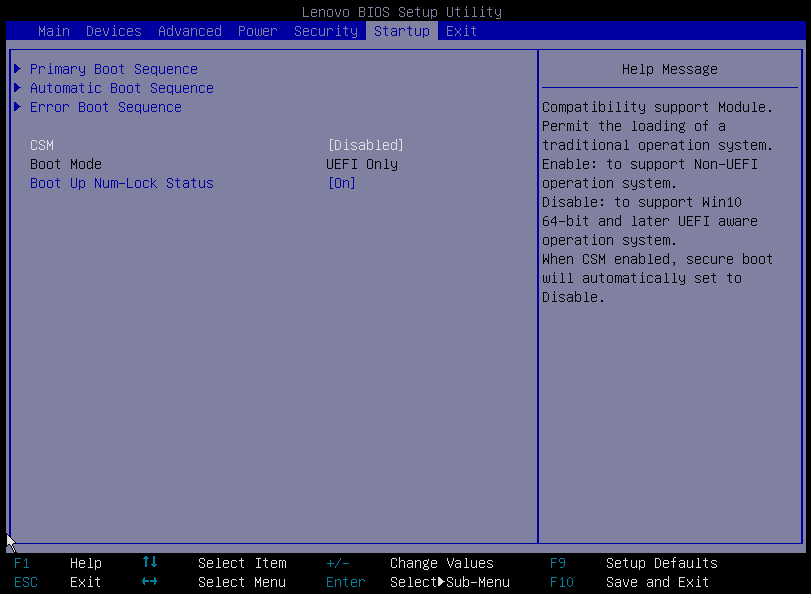 Lenovo BIOS Setup Utility
Main Devices Advanced Power Security Startup Exit
Primary Boot Sequence
Automatic Boot Sequence
Error Boot Sequence
CSM [Disabled]
Boot Mode UEFI Only
Boot Up Num-Lock Status [On]
Help Message
Compatibility support Module.
Permit the loading of a
traditional operation system.
Enable: to support Non-UEFI
operation system.
Disable: to support Win10
64-bit and later UEFI aware
operation system.
When CSM enabled, secure boot
will automatically set to
Disable.
F1 Help ↑↓ Select Item +/- Change Values F9 Setup Defaults
ESC Exit ←→ Select Menu Enter Select▶Sub-Menu F10 Save and Exit